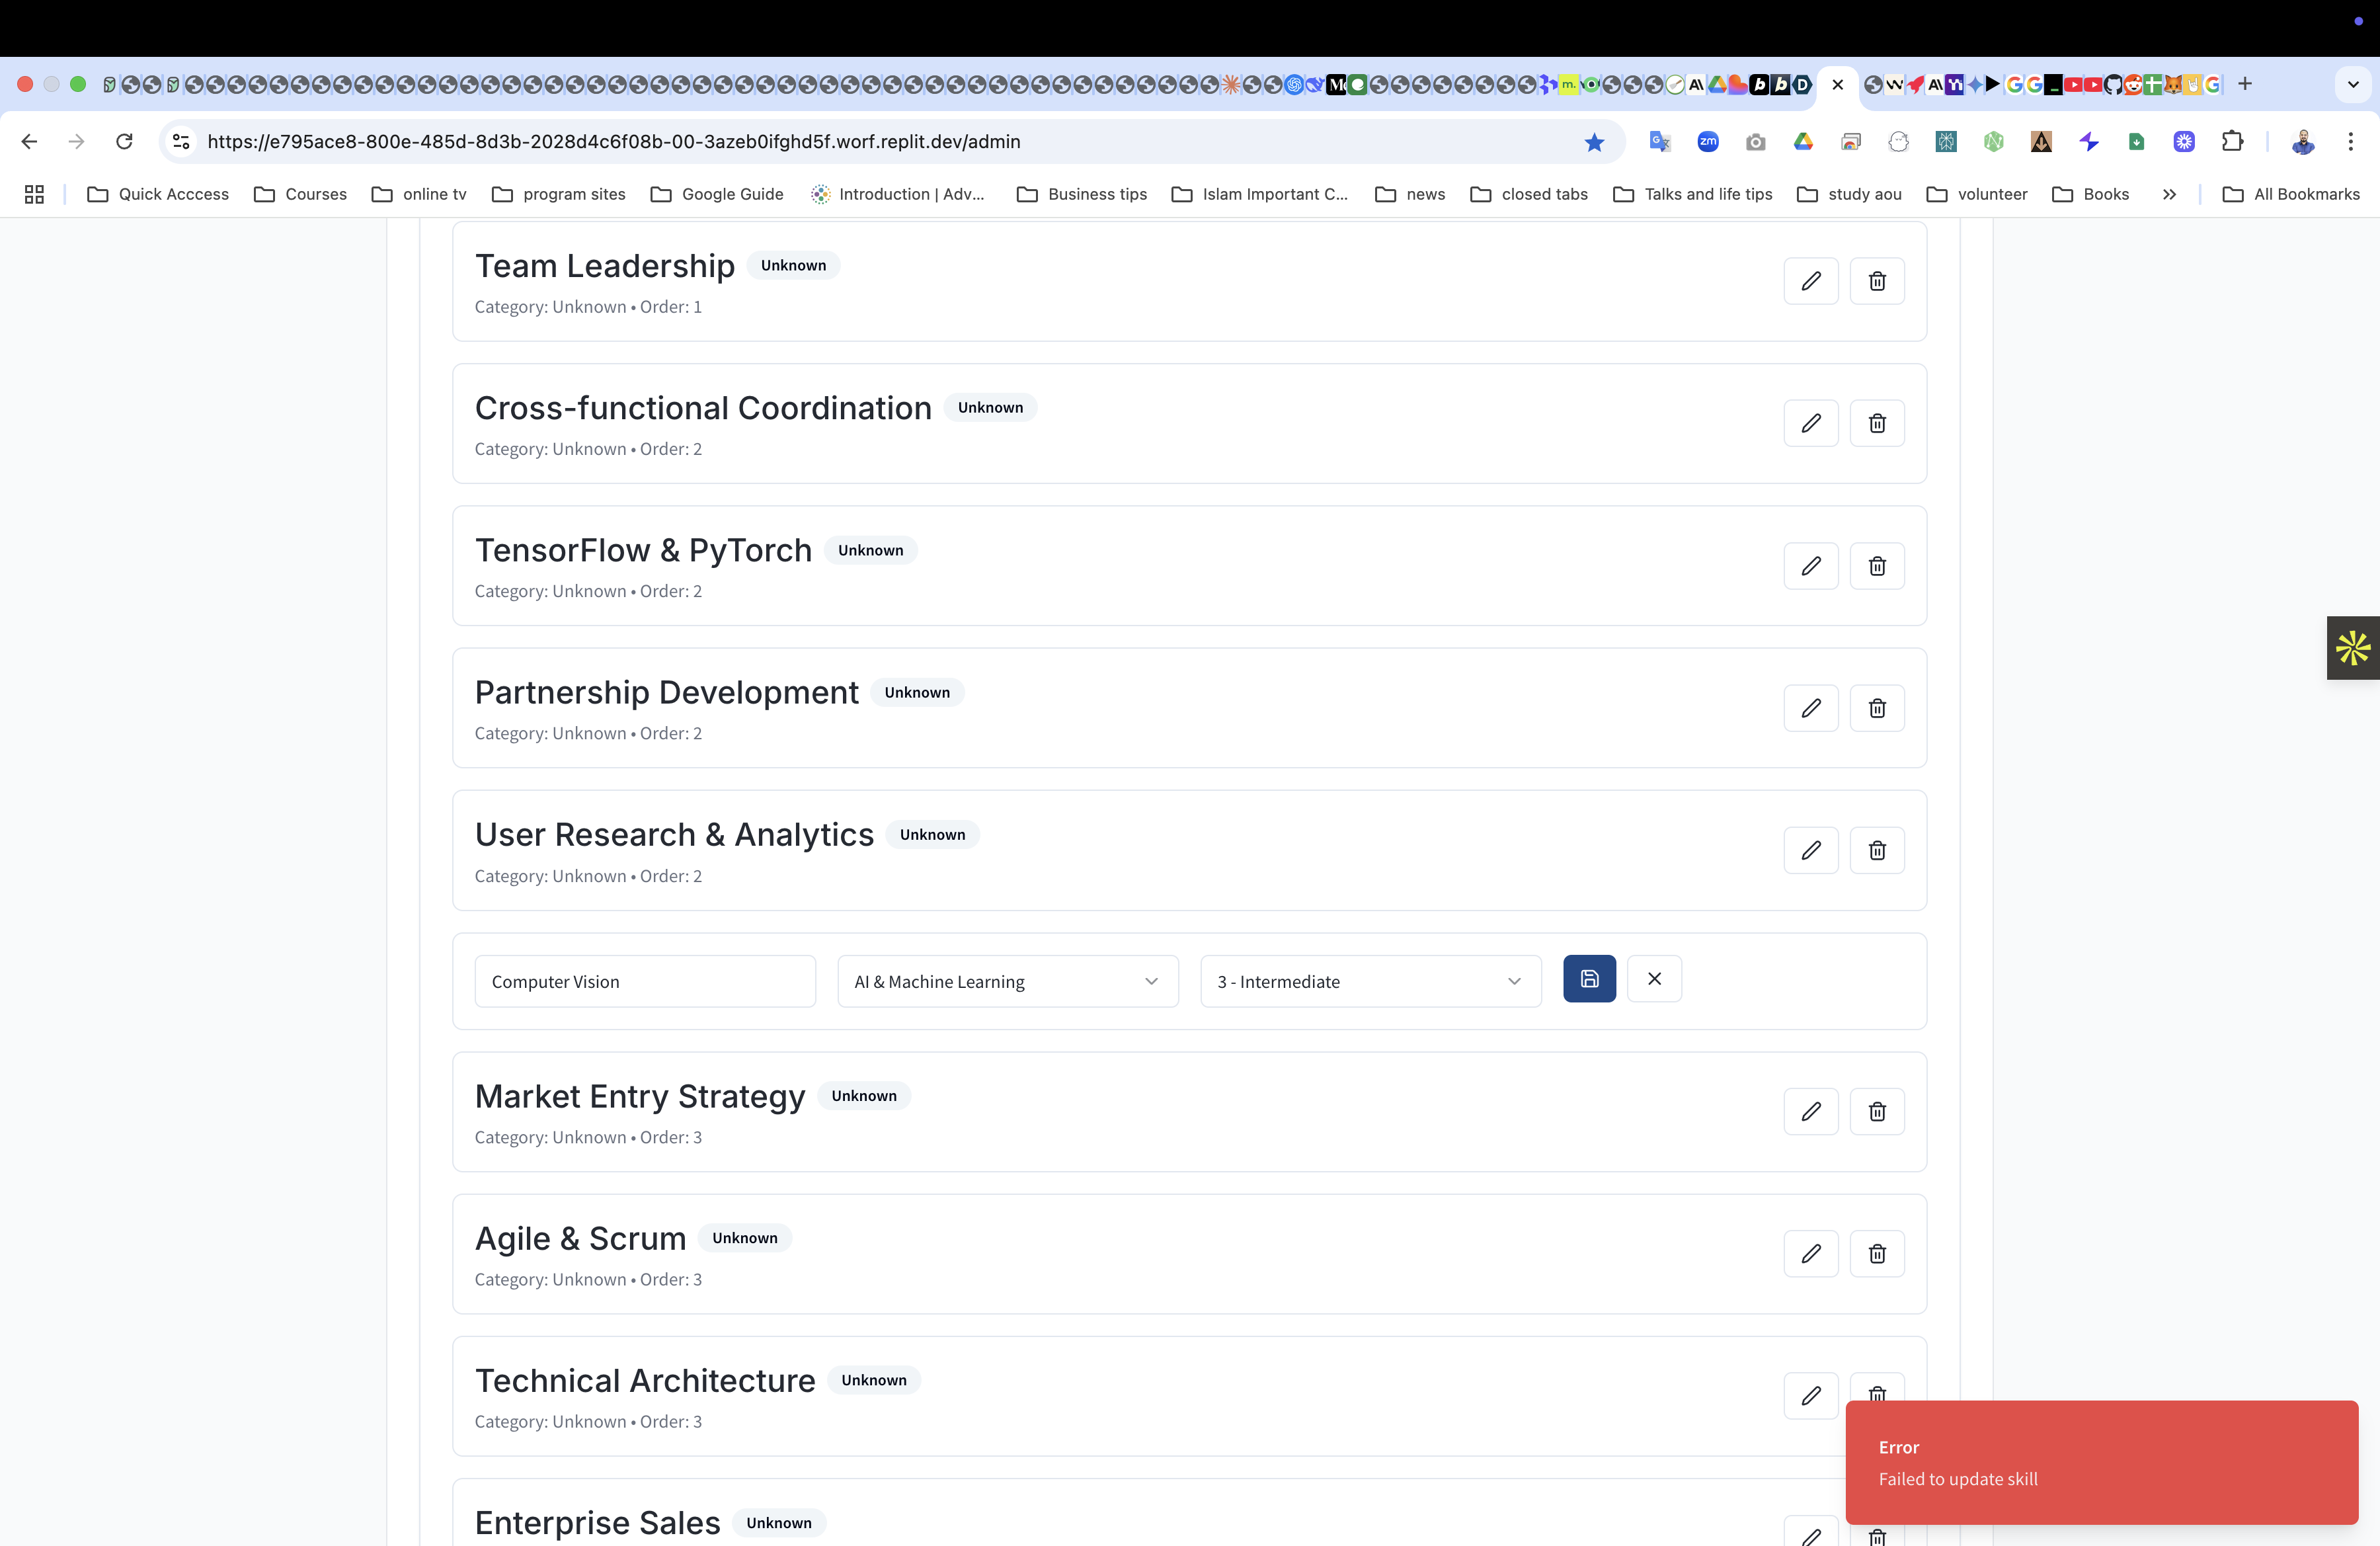 https://e795ace8-800e-485d-8d3b-2028d4c6f08b-00-3azeb0ifghd5f.worf.replit.dev/admin
Quick Acccess
Courses
online tv
program sites
Google Guide
Introduction | Adv...
Business tips
Islam Important C...
news
closed tabs
Talks and life tips
study aou
volunteer
Books
All Bookmarks
Team Leadership Unknown
Category: Unknown • Order: 1
Cross-functional Coordination Unknown
Category: Unknown • Order: 2
TensorFlow & PyTorch Unknown
Category: Unknown • Order: 2
Partnership Development Unknown
Category: Unknown • Order: 2
User Research & Analytics Unknown
Category: Unknown • Order: 2
Computer Vision
AI & Machine Learning
3 - Intermediate
Market Entry Strategy Unknown
Category: Unknown • Order: 3
Agile & Scrum Unknown
Category: Unknown • Order: 3
Technical Architecture Unknown
Category: Unknown • Order: 3
Enterprise Sales Unknown
Error
Failed to update skill